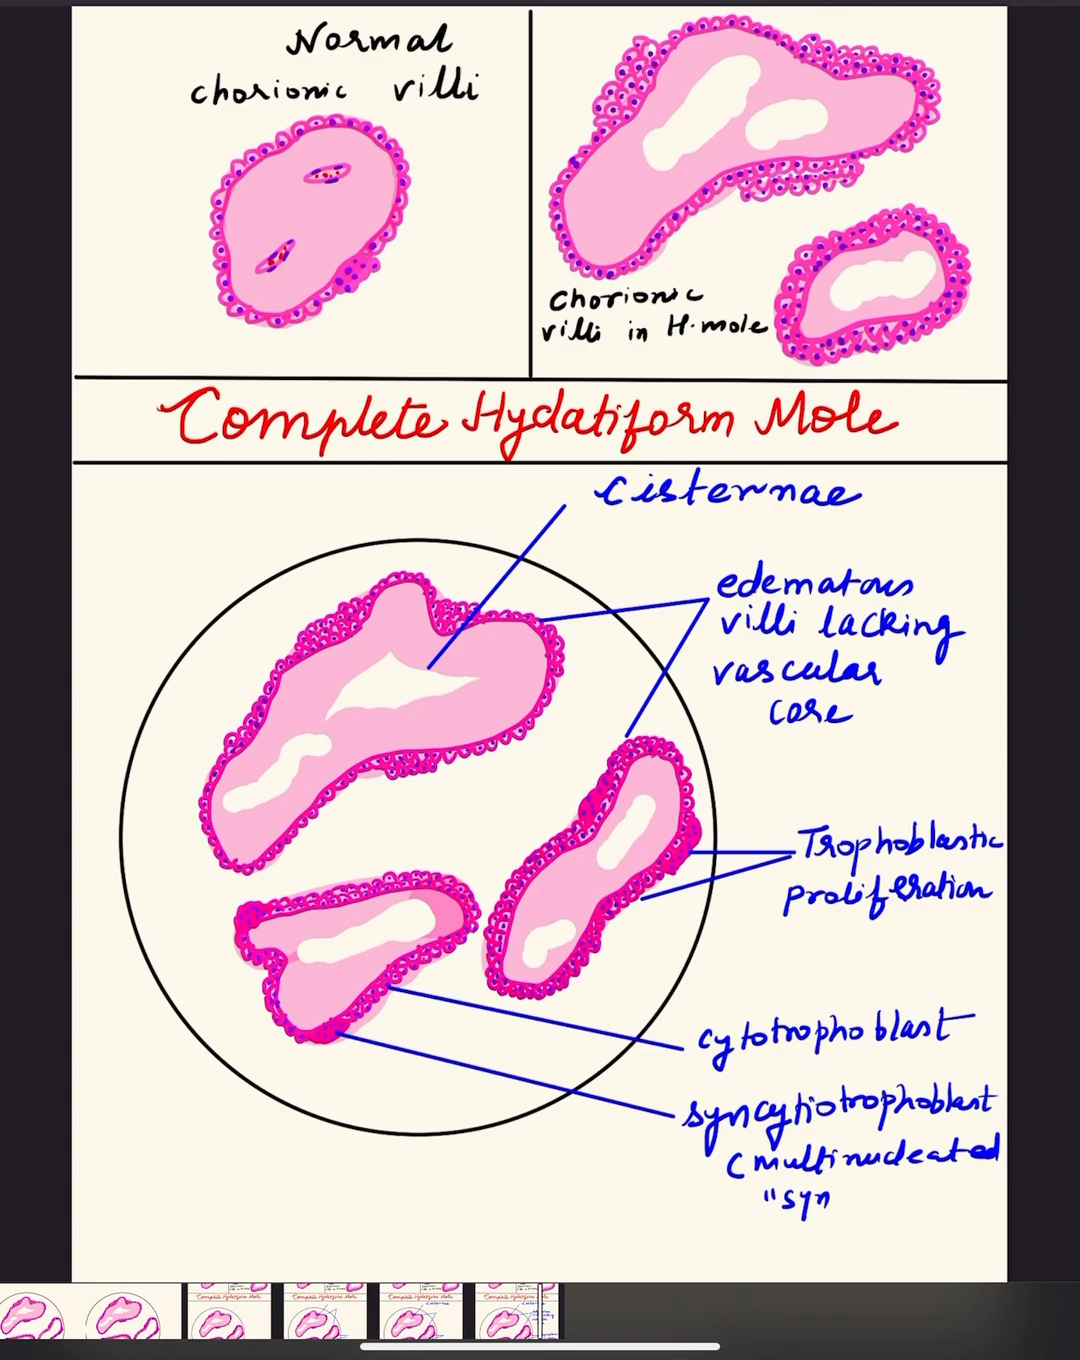 Normal
chorionic villi
Chorionic
villi in H.mole
Complete Hydatiform Mole
cisternae
edematous
villi lacking
vascular
core
Trophoblastic
proliferation
cytotrophoblast
syncytiotrophoblast
(multinucleated
"syn